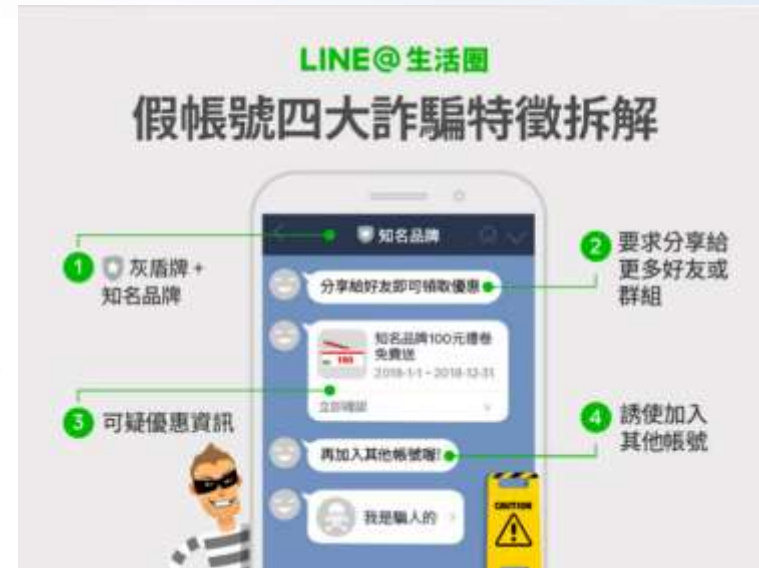 LINE@生活圈
假帳號四大詐騙特徵拆解
知名品牌
1 灰盾牌+
知名品牌
2 要求分享給
更多好友或
群組
分享給好友即可領取優惠
知名品牌100元禮卷
免費送
2018-1-1 - 2018-12-31
100
立即確認
3 可疑優惠資訊
4 誘使加入
其他帳號
再加入其他帳號喔!
我是騙人的
CAUTION